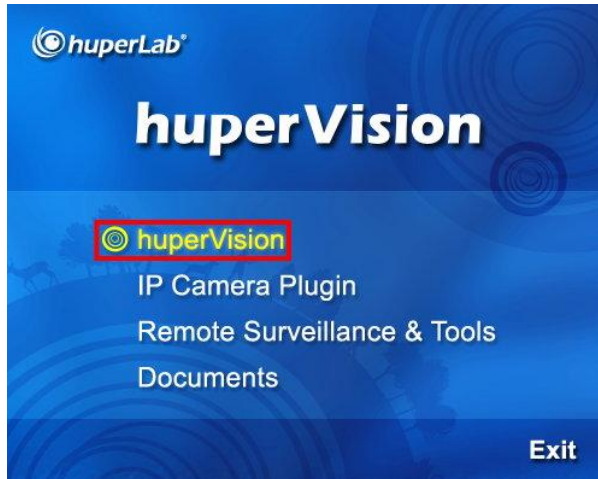 huperLab®
huperVision
huperVision
IP Camera Plugin
Remote Surveillance & Tools
Documents
Exit